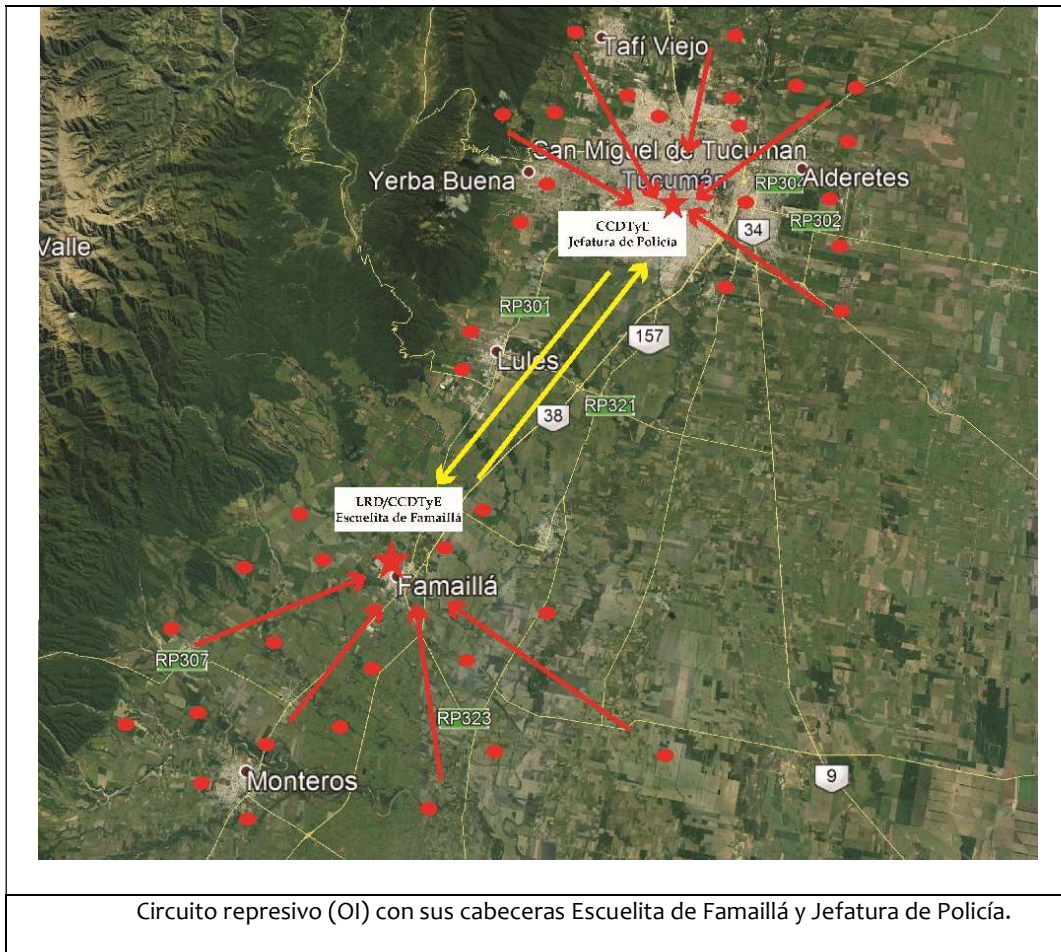 Tafí Viejo
San Miguel de Tucumán
Tucumán
Yerba Buena
RP304
Alderetes
CCDTyE
Jefatura de Policía
34
RP302
Valle
RP301
157
Lules
38
RP321
LRD/CCDTyE
Escuelita de Famaillá
Famaillá
RP307
RP323
Monteros
9
Circuito represivo (OI) con sus cabeceras Escuelita de Famaillá y Jefatura de Policía.